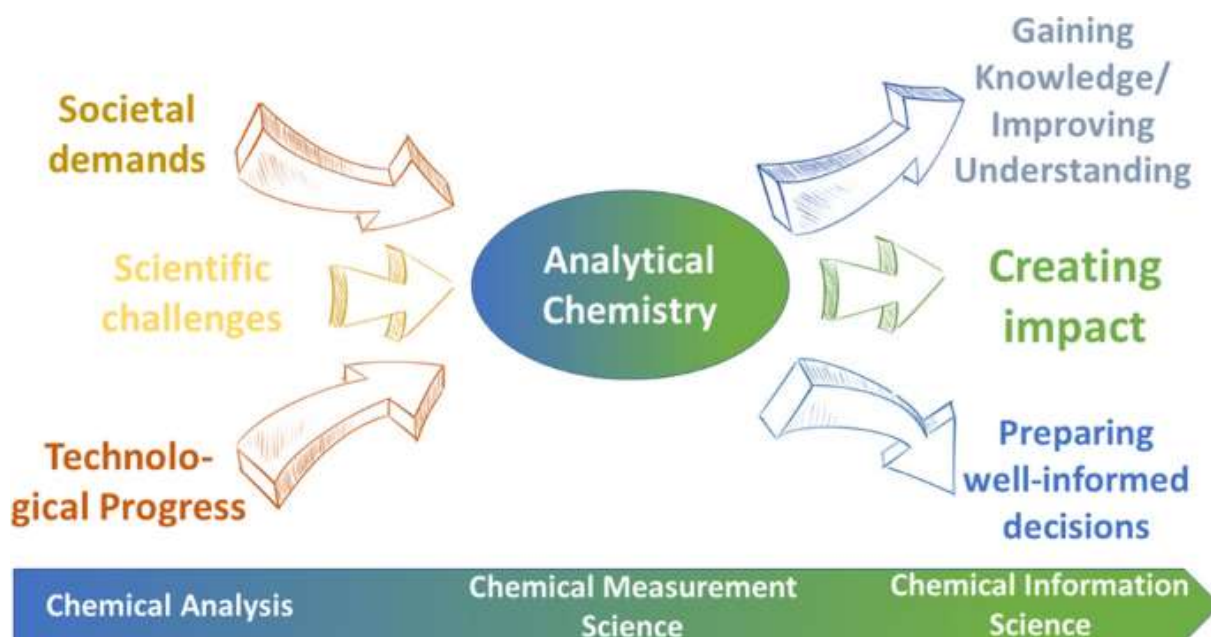 Societal
demands
Scientific
challenges
Technolo-
gical Progress
Analytical
Chemistry
Gaining
Knowledge/
Improving
Understanding
Creating
impact
Preparing
well-informed
decisions
Chemical Analysis
Chemical Measurement
Science
Chemical Information
Science